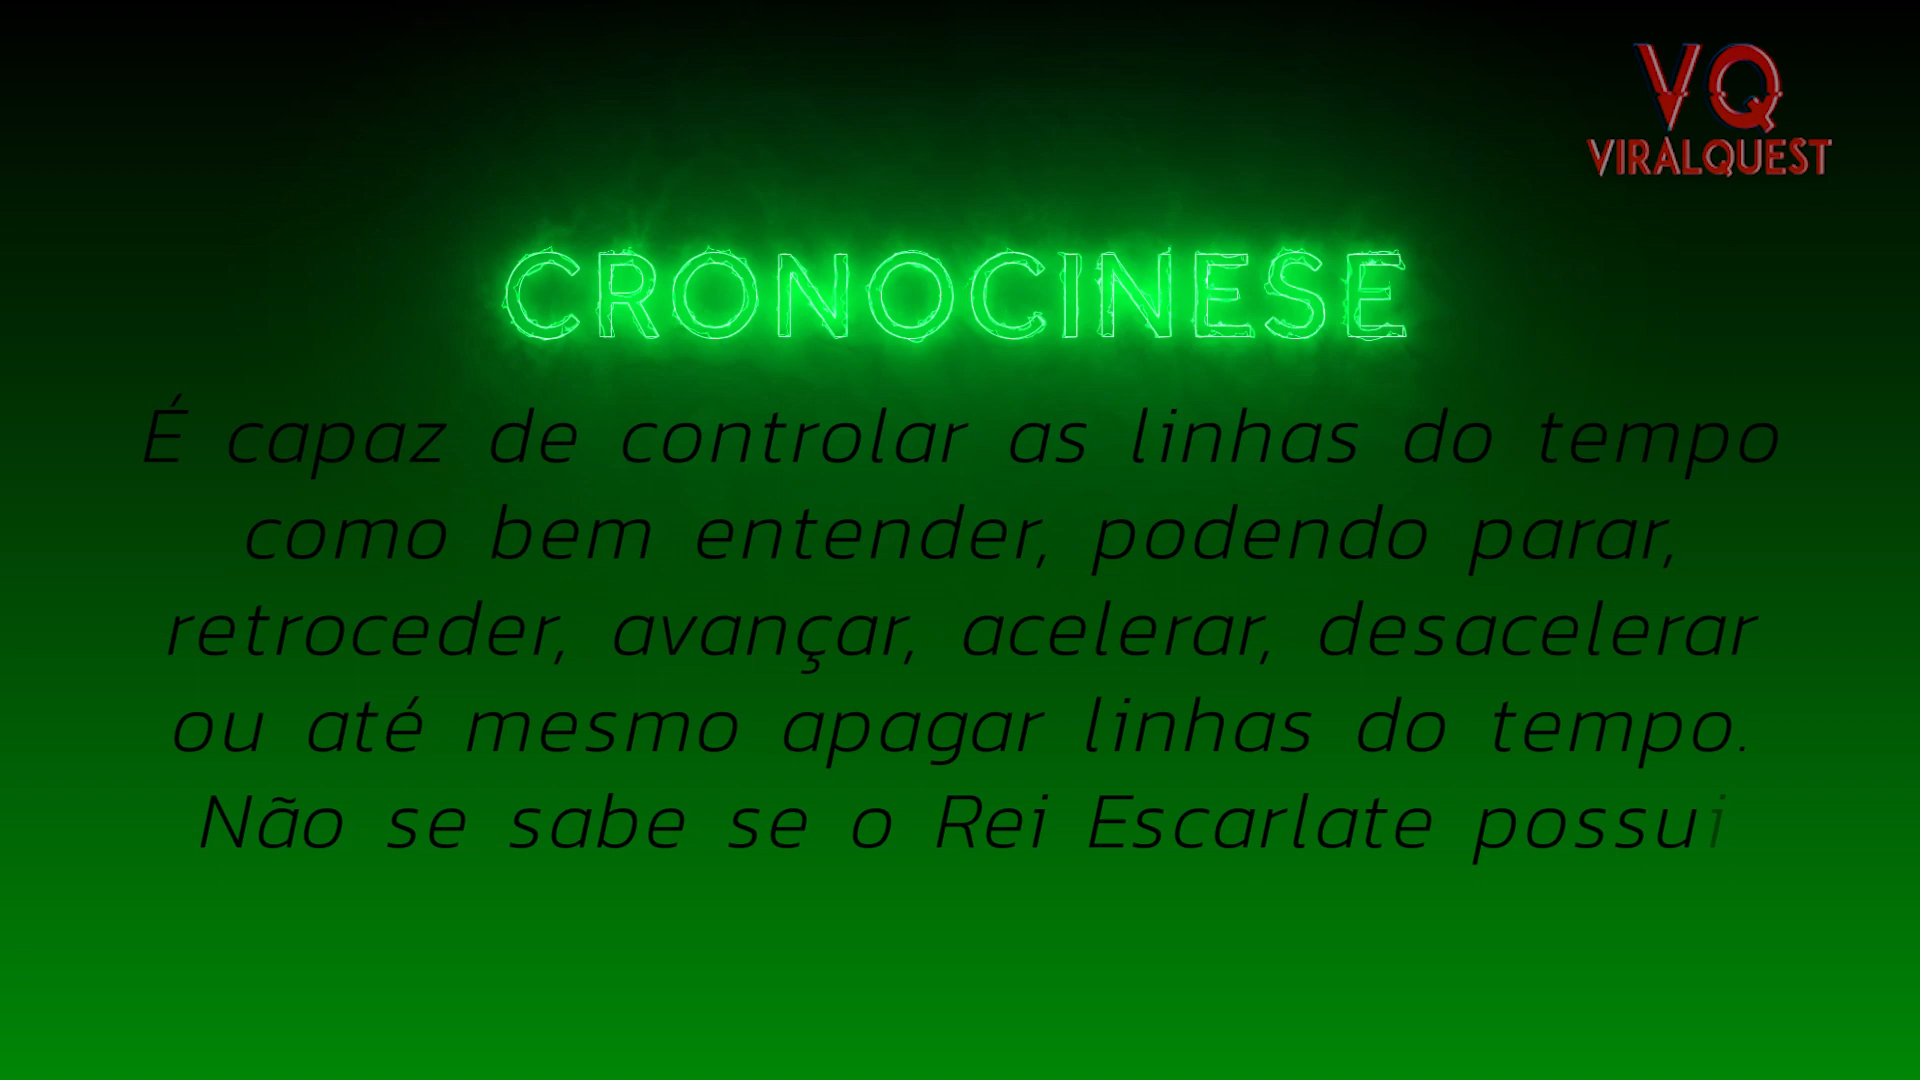 VQ
VIRALQUEST
CRONOCINESE
É capaz de controlar as linhas do tempo
como bem entender, podendo parar,
retroceder, avançar, acelerar, desacelerar
ou até mesmo apagar linhas do tempo.
Não se sabe se o Rei Escarlate possui